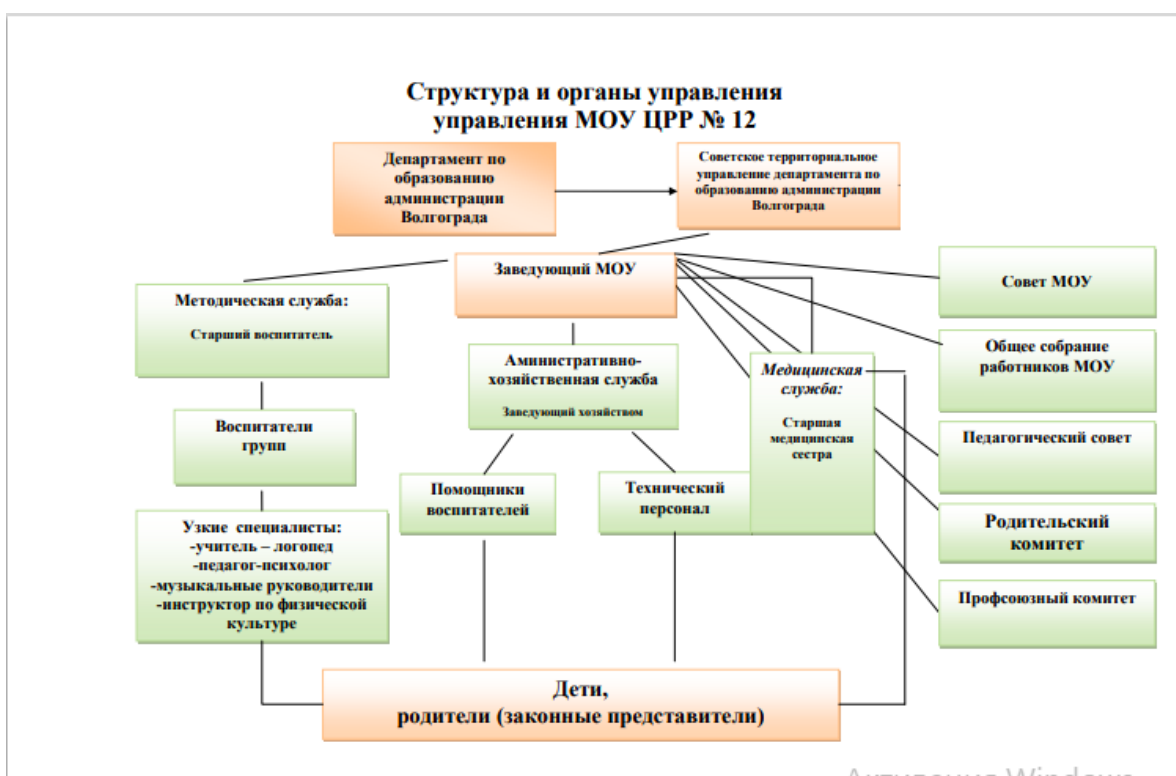 Структура и органы управления
управления МОУ ЦРР № 12
Департамент по
образованию
администрации
Волгограда
Советское территориальное
управление департамента по
образованию администрации
Волгограда
Заведующий МОУ
Методическая служба:
Старший воспитатель
Аминистративно-
хозяйственная служба
Заведующий хозяйством
Медицинская
служба:
Старшая
медицинская
сестра
Совет МОУ
Общее собрание
работников МОУ
Воспитатели
групп
Педагогический совет
Помощники
воспитателей
Технический
персонал
Родительский
комитет
Узкие специалисты:
-учитель – логопед
-педагог-психолог
-музыкальные руководители
-инструктор по физической
культуре
Профсоюзный комитет
Дети,
родители (законные представители)
Активация Windows